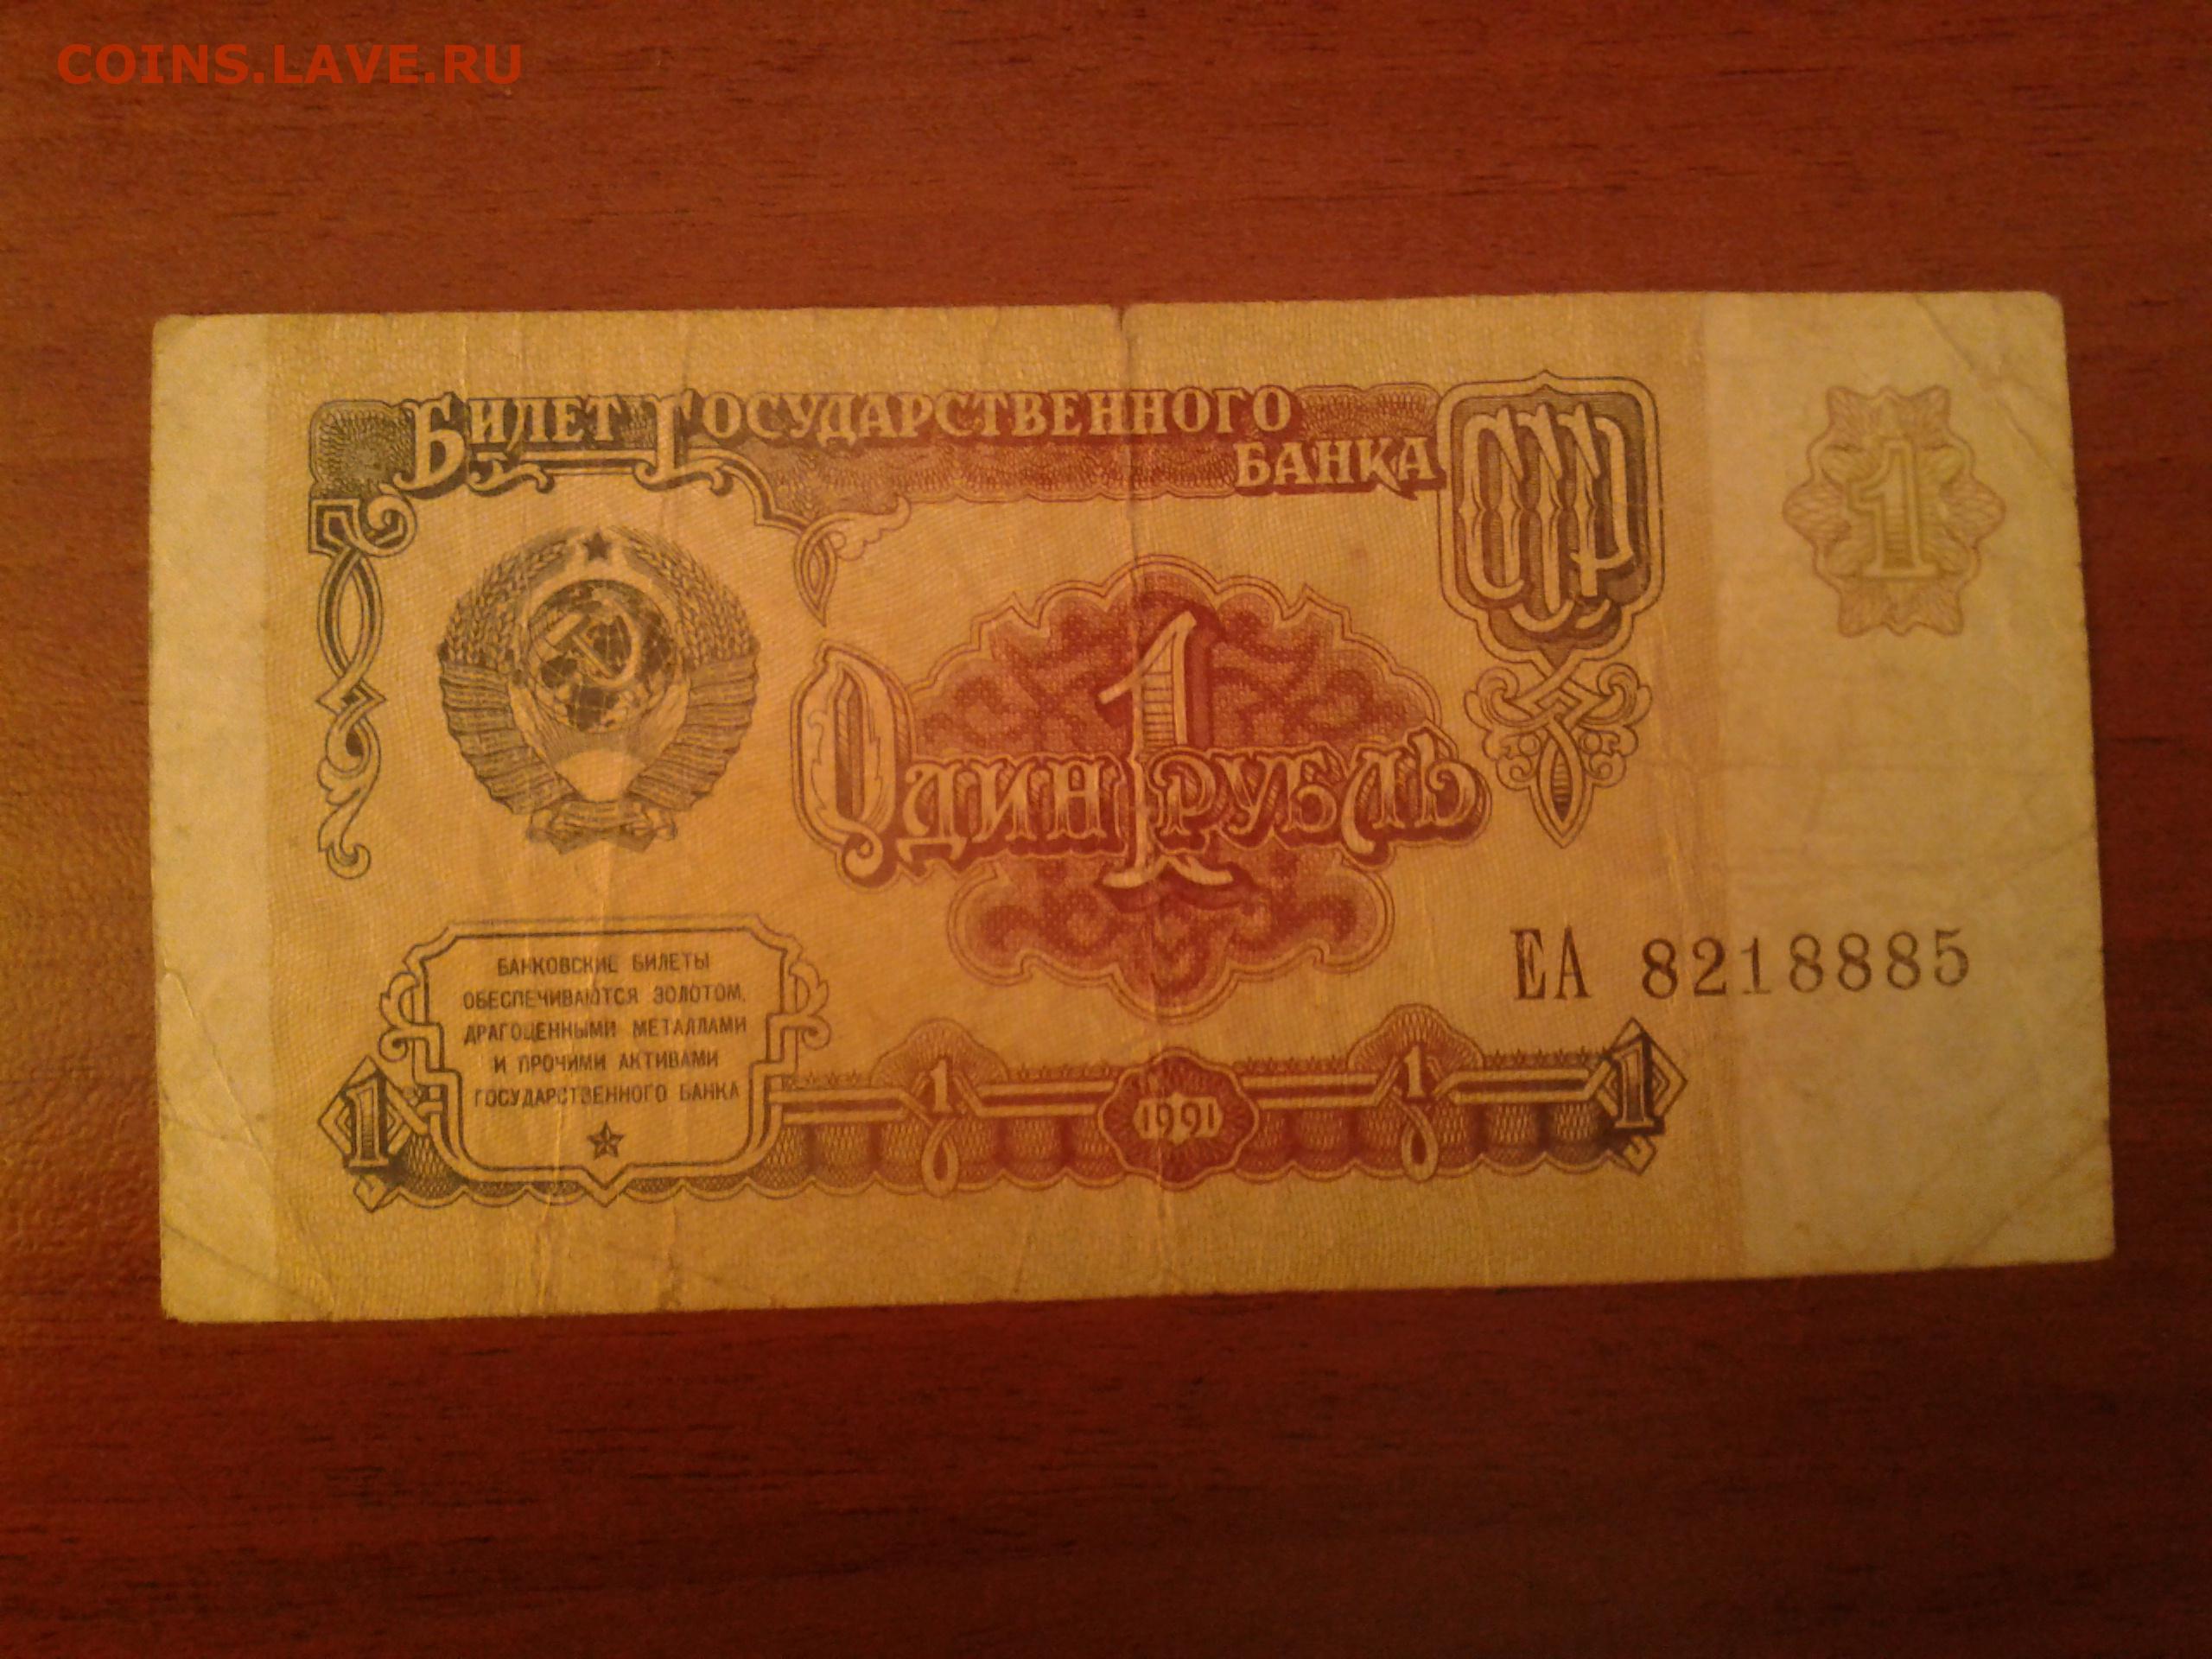 COINS.LAVE.RU
БИЛЕТ ГОСУДАРСТВЕННОГО
БАНКА
СССР
1
1
ОДИН РУБЛЬ
ЕА 8218885
БАНКОВСКИЕ БИЛЕТЫ
ОБЕСПЕЧИВАЮТСЯ ЗОЛОТОМ,
ДРАГОЦЕННЫМИ МЕТАЛЛАМИ
И ПРОЧИМИ АКТИВАМИ
ГОСУДАРСТВЕННОГО БАНКА
1 1 1991 1 1